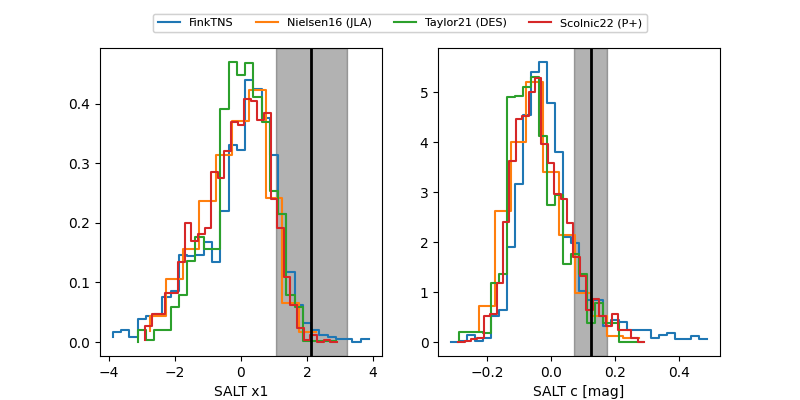 FinkTNS Nielsen16 (JLA) Taylor21 (DES) Scolnic22 (P+)
0.4
0.3
0.2
0.1
0.0
−4 −2 0 2 4
SALT x1
5
4
3
2
1
0
−0.2 0.0 0.2 0.4
SALT c [mag]